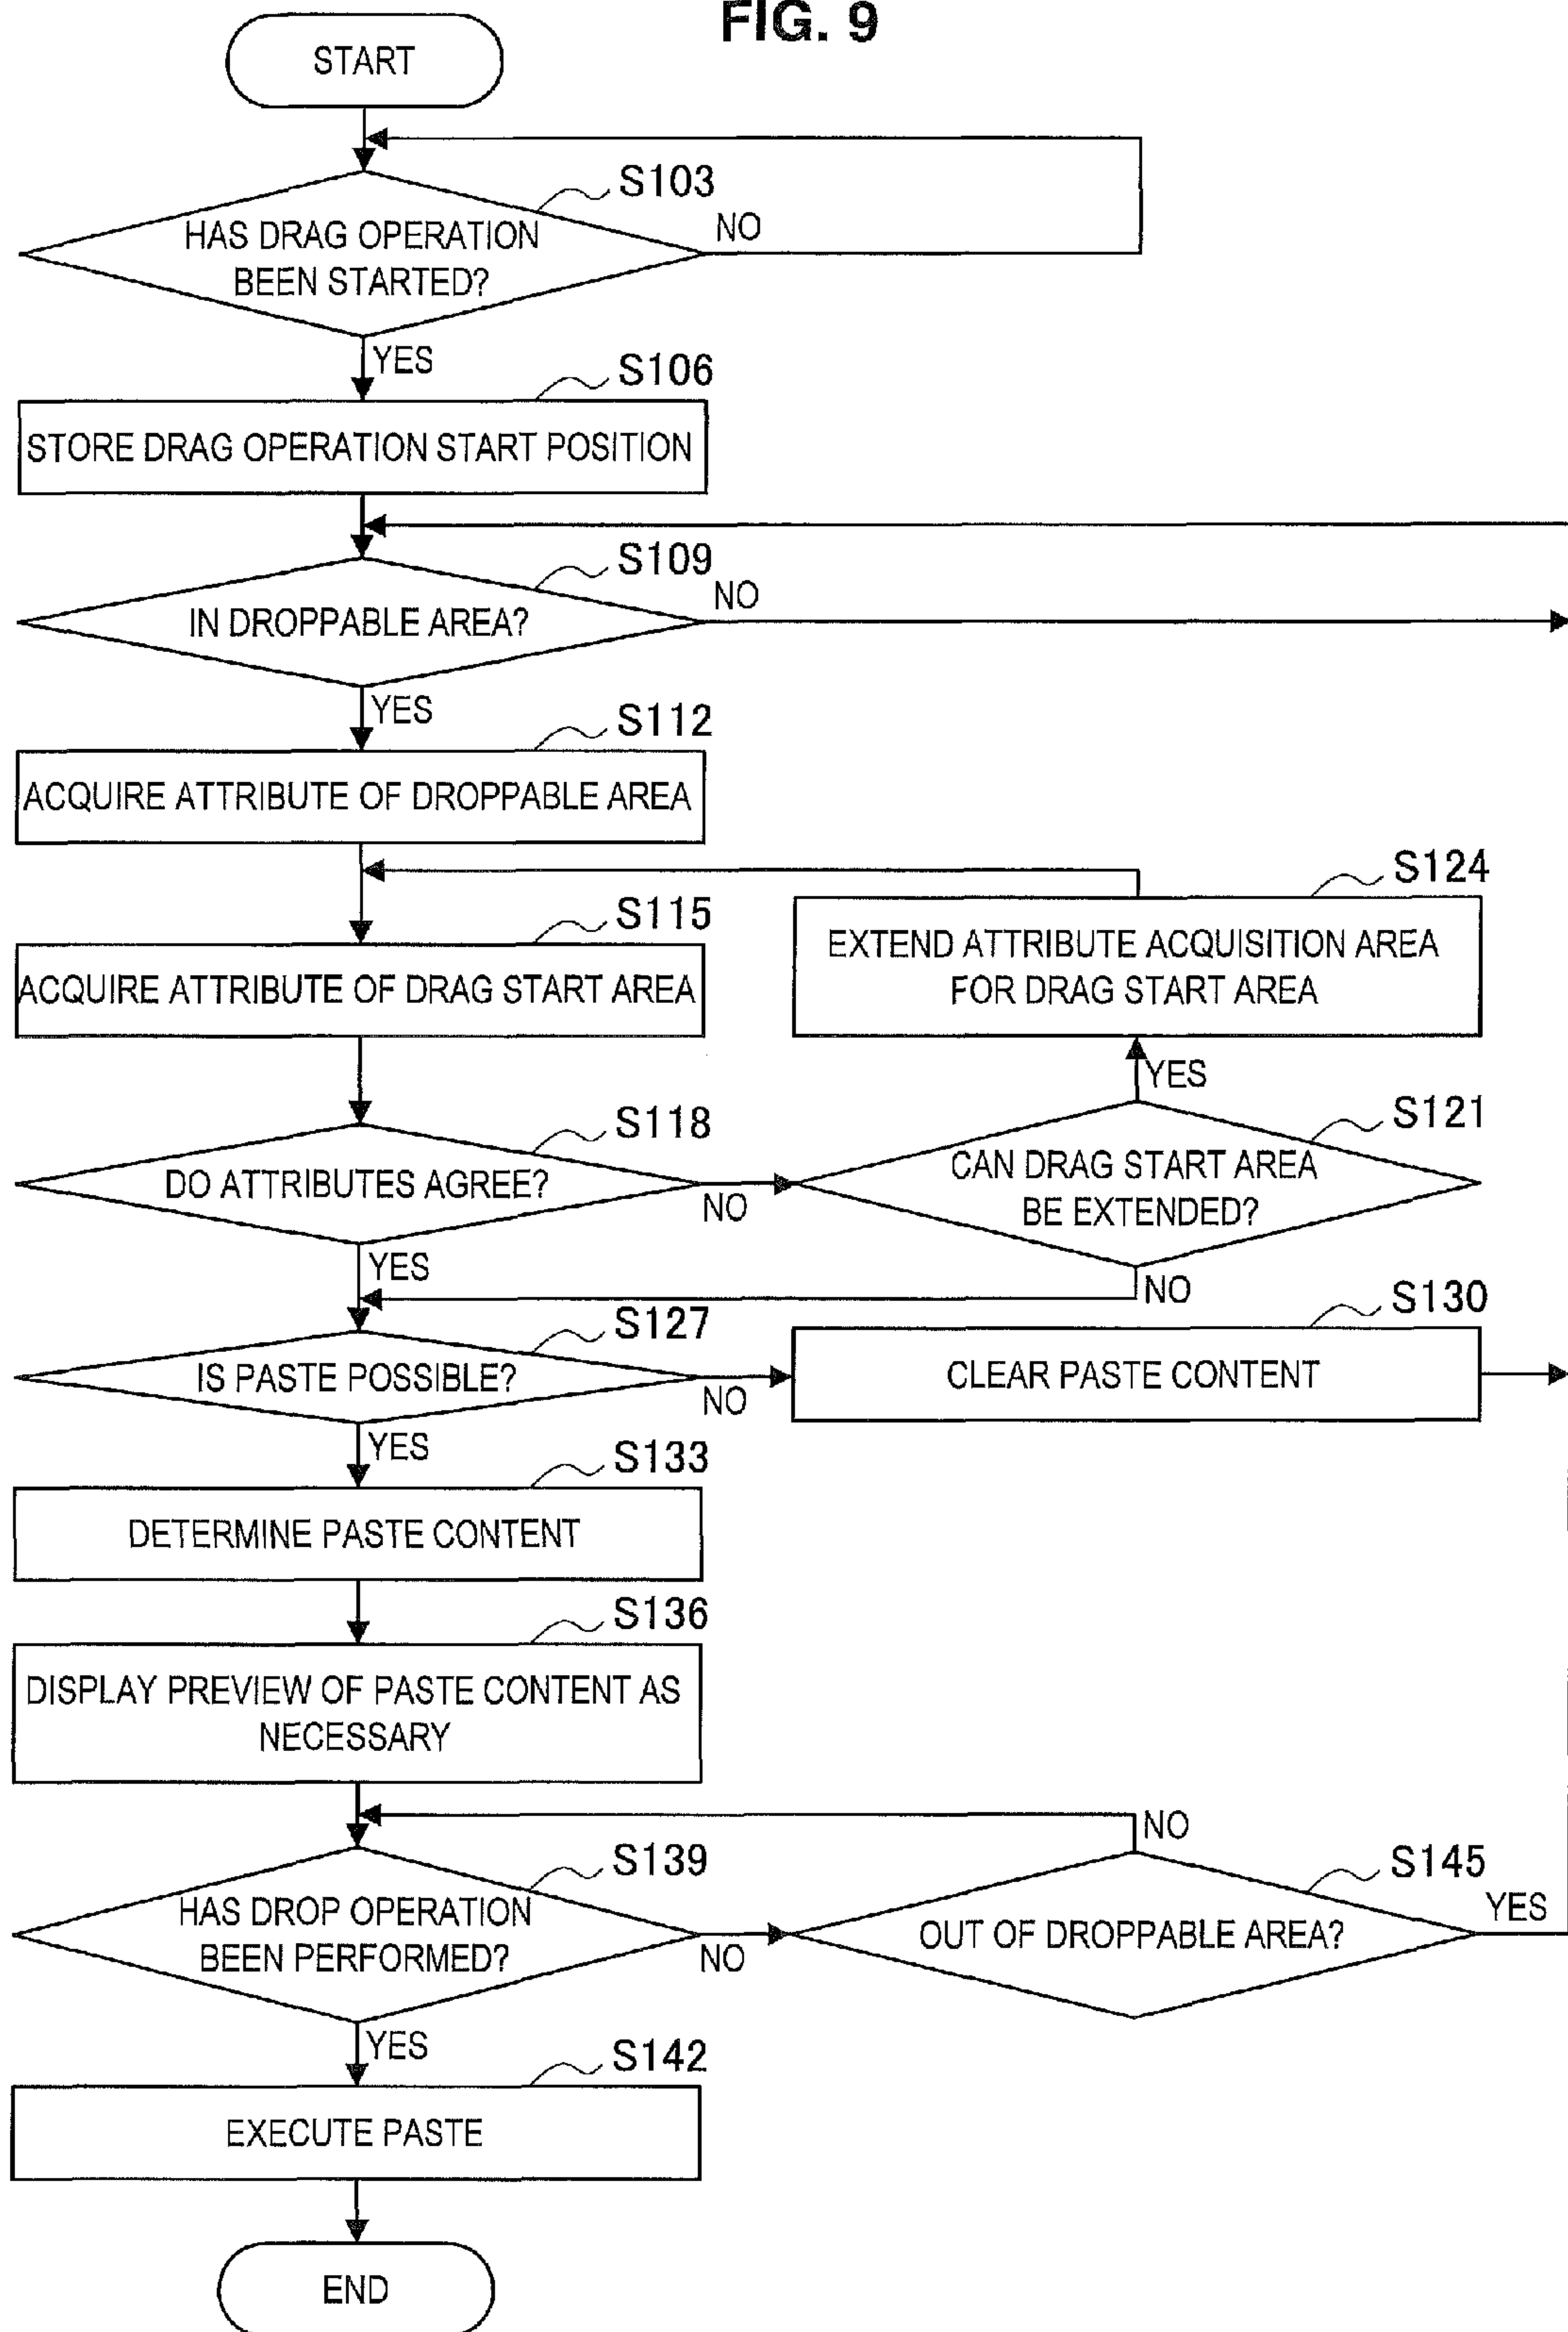 FIG. 9
START
S103
HAS DRAG OPERATION
BEEN STARTED?
NO
YES
S106
STORE DRAG OPERATION START POSITION
S109
IN DROPPABLE AREA?
NO
YES
S112
ACQUIRE ATTRIBUTE OF DROPPABLE AREA
S115
ACQUIRE ATTRIBUTE OF DRAG START AREA
S124
EXTEND ATTRIBUTE ACQUISITION AREA
FOR DRAG START AREA
YES
S118
DO ATTRIBUTES AGREE?
NO
S121
CAN DRAG START AREA
BE EXTENDED?
YES
NO
S127
IS PASTE POSSIBLE?
NO
S130
CLEAR PASTE CONTENT
YES
S133
DETERMINE PASTE CONTENT
S136
DISPLAY PREVIEW OF PASTE CONTENT AS
NECESSARY
NO
S139
HAS DROP OPERATION
BEEN PERFORMED?
NO
S145
OUT OF DROPPABLE AREA?
YES
YES
S142
EXECUTE PASTE
END